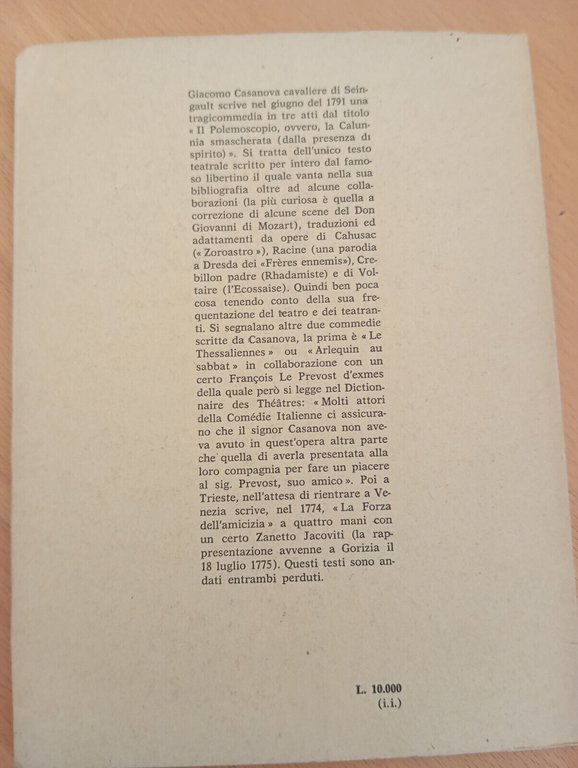 Giacomo Casanova cavaliere di Sein-
gault scrive nel giugno del 1791 una
tragicommedia in tre atti dal titolo
« Il Polemoscopio, ovvero, la Calun-
nia smascherata (dalla presenza di
spirito) ». Si tratta dell'unico testo
teatrale scritto per intero dal famo-
so libertino il quale vanta nella sua
bibliografia oltre ad alcune colla-
borazioni (la più curiosa è quella a
correzione di alcune scene del Don
Giovanni di Mozart), traduzioni ed
adattamenti da opere di Cahusac
(« Zoroastro »), Racine (una parodia
a Dresda dei «Frères ennemis»), Cre-
billon padre (Rhadamiste) e di Vol-
taire (l'Ecossaise). Quindi ben poca
cosa tenendo conto della sua fre-
quentazione del teatro e dei teatran-
ti. Si segnalano altre due commedie
scritte da Casanova, la prima è « Le
Thessaliennes » ou « Arlequin au
sabbat » in collaborazione con un
certo François Le Prevost d'exmes
della quale però si legge nel Diction-
naire des Théâtres: « Molti attori
della Comédie Italienne ci assicura-
no che il signor Casanova non ave-
va avuto in quest'opera altra parte
che quella di averla presentata alla
loro compagnia per fare un piacere
al sig. Prevost, suo amico ». Poi a
Trieste, nell'attesa di rientrare a Ve-
nezia scrive, nel 1774, « La Forza
dell'amicizia » a quattro mani con
un certo Zanetto Jacoviti (la rap-
presentazione avvenne a Gorizia il
18 luglio 1775). Questi testi sono an-
dati entrambi perduti.
L. 10.000
(i.i.)